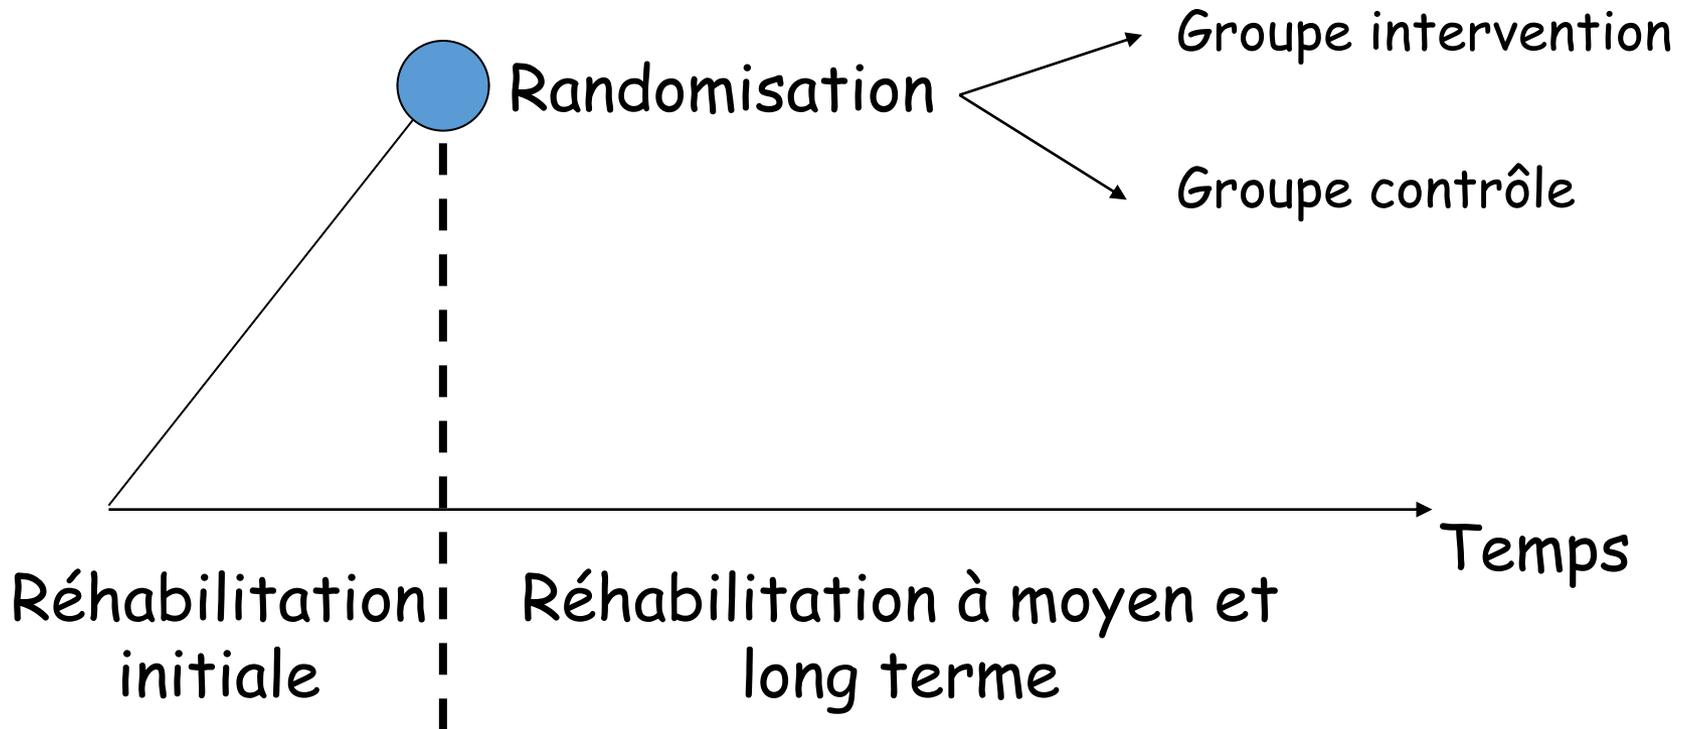 Groupe intervention
Randomisation
Groupe contrôle
Temps
Réhabilitation
initiale
Réhabilitation à moyen et
long terme